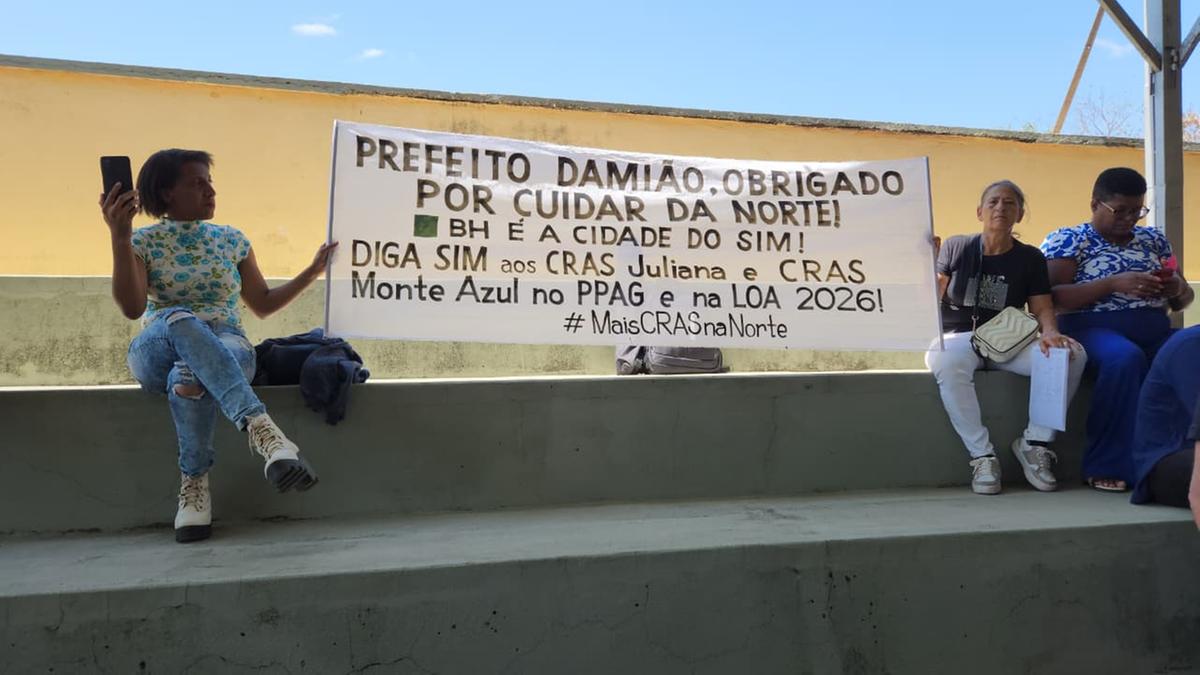 PREFEITO DAMIÃO, OBRIGADO
POR CUIDAR DA NORTE!
BH É A CIDADE DO SIM!
DIGA SIM aos CRAS Juliana e CRAS
Monte Azul no PPAG e na LOA 2026!
# MaisCRASnaNorte